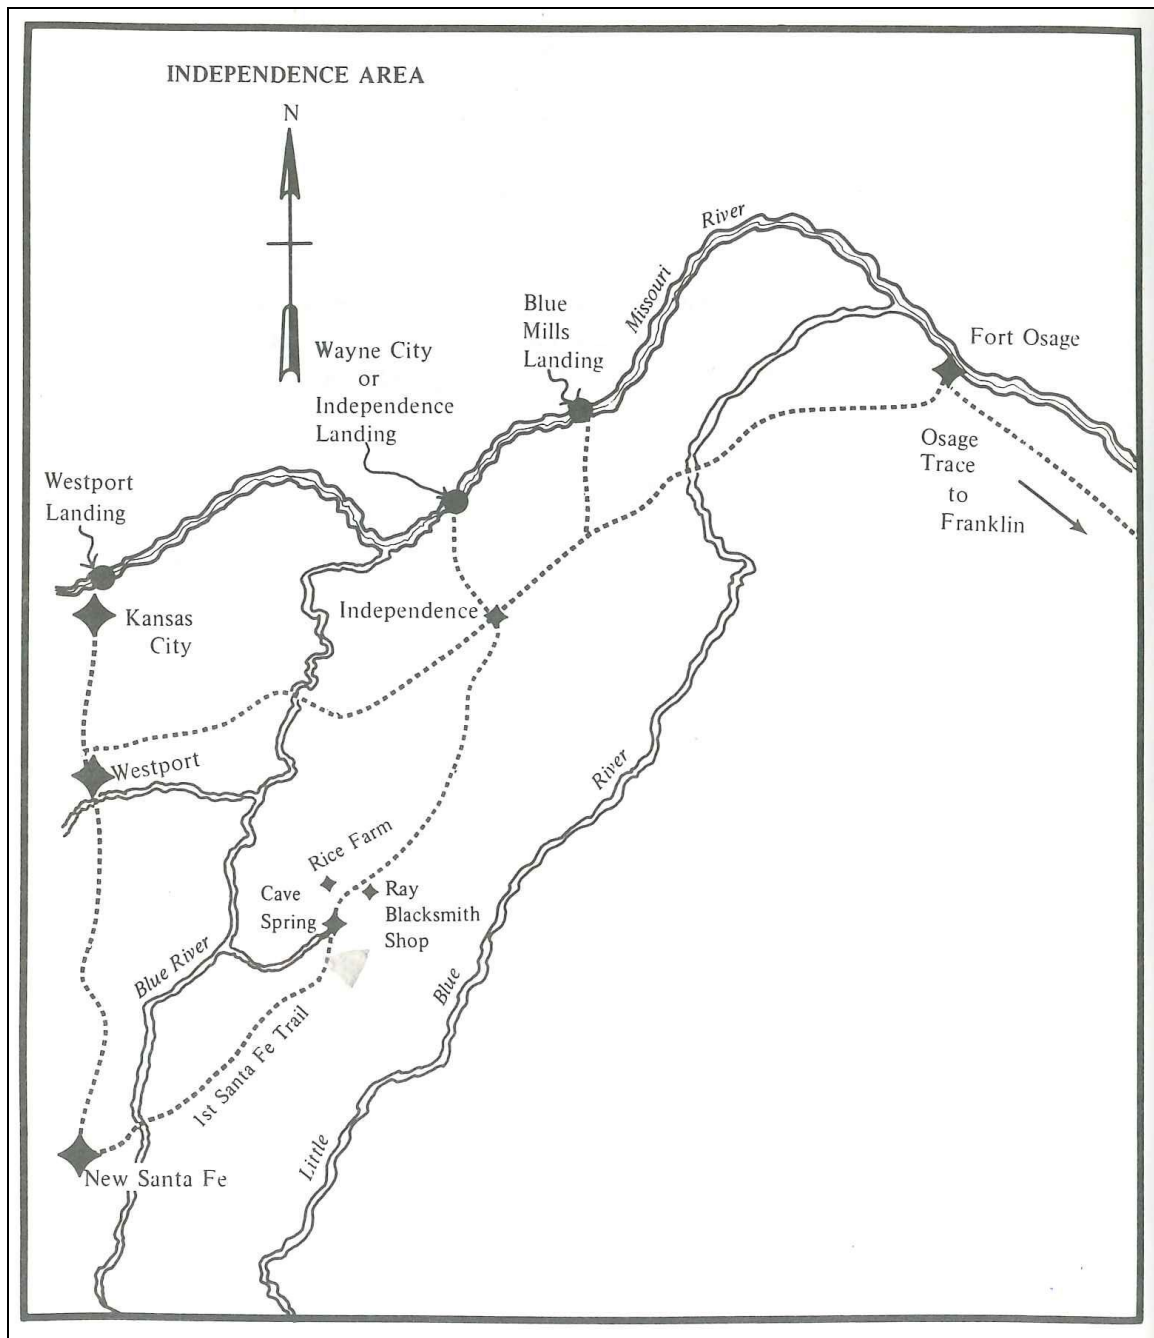 INDEPENDENCE AREA
N
River
Missouri
Blue
Mills
Landing
Fort Osage
Wayne City
or
Independence
Landing
Osage
Trace
to
Franklin
Westport
Landing
Independence
Kansas
City
Westport
River
Rice Farm
Cave
Spring
Ray
Blacksmith
Shop
Blue River
Blue
1st Santa Fe Trail
Little
New Santa Fe